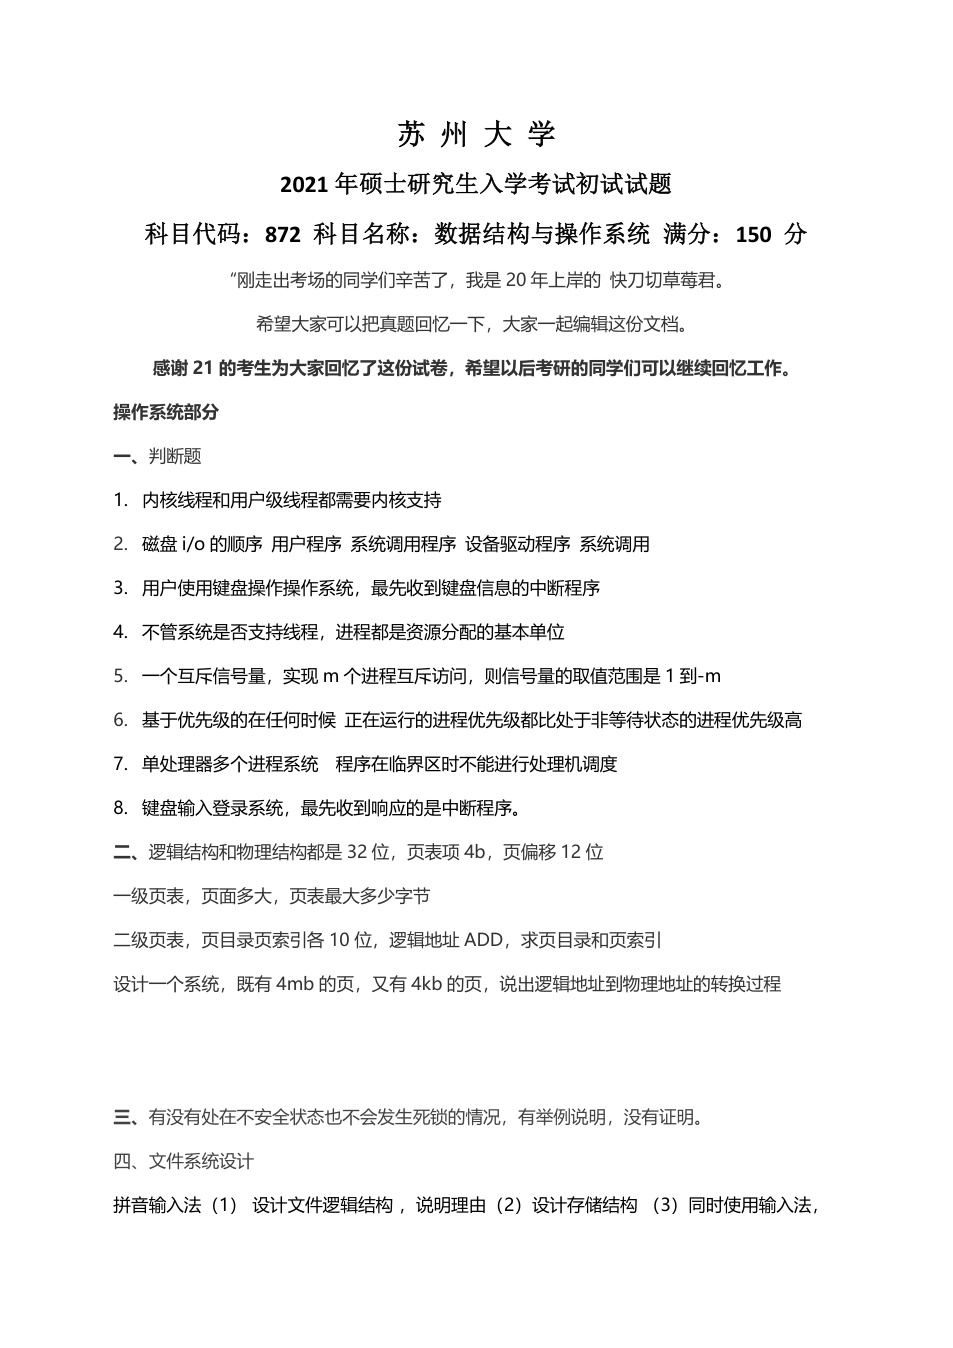 苏 州 大 学
2021 年硕士研究生入学考试初试试题
科目代码：872 科目名称：数据结构与操作系统 满分：150 分
“刚走出考场的同学们辛苦了，我是 20 年上岸的 快刀切草莓君。
希望大家可以把真题回忆一下，大家一起编辑这份文档。
感谢 21 的考生为大家回忆了这份试卷，希望以后考研的同学们可以继续回忆工作。
操作系统部分
一、判断题
1. 内核线程和用户级线程都需要内核支持
2. 磁盘 i/o 的顺序 用户程序 系统调用程序 设备驱动程序 系统调用
3. 用户使用键盘操作操作系统，最先收到键盘信息的中断程序
4. 不管系统是否支持线程，进程都是资源分配的基本单位
5. 一个互斥信号量，实现 m 个进程互斥访问，则信号量的取值范围是 1 到-m
6. 基于优先级的在任何时候 正在运行的进程优先级都比处于非等待状态的进程优先级高
7. 单处理器多个进程系统 程序在临界区时不能进行处理机调度
8. 键盘输入登录系统，最先收到响应的是中断程序。
二、逻辑结构和物理结构都是 32 位，页表项 4b，页偏移 12 位
一级页表，页面多大，页表最大多少字节
二级页表，页目录页索引各 10 位，逻辑地址 ADD，求页目录和页索引
设计一个系统，既有 4mb 的页，又有 4kb 的页，说出逻辑地址到物理地址的转换过程
三、有没有处在不安全状态也不会发生死锁的情况，有举例说明，没有证明。
四、文件系统设计
拼音输入法（1） 设计文件逻辑结构 ，说明理由（2）设计存储结构 （3）同时使用输入法，